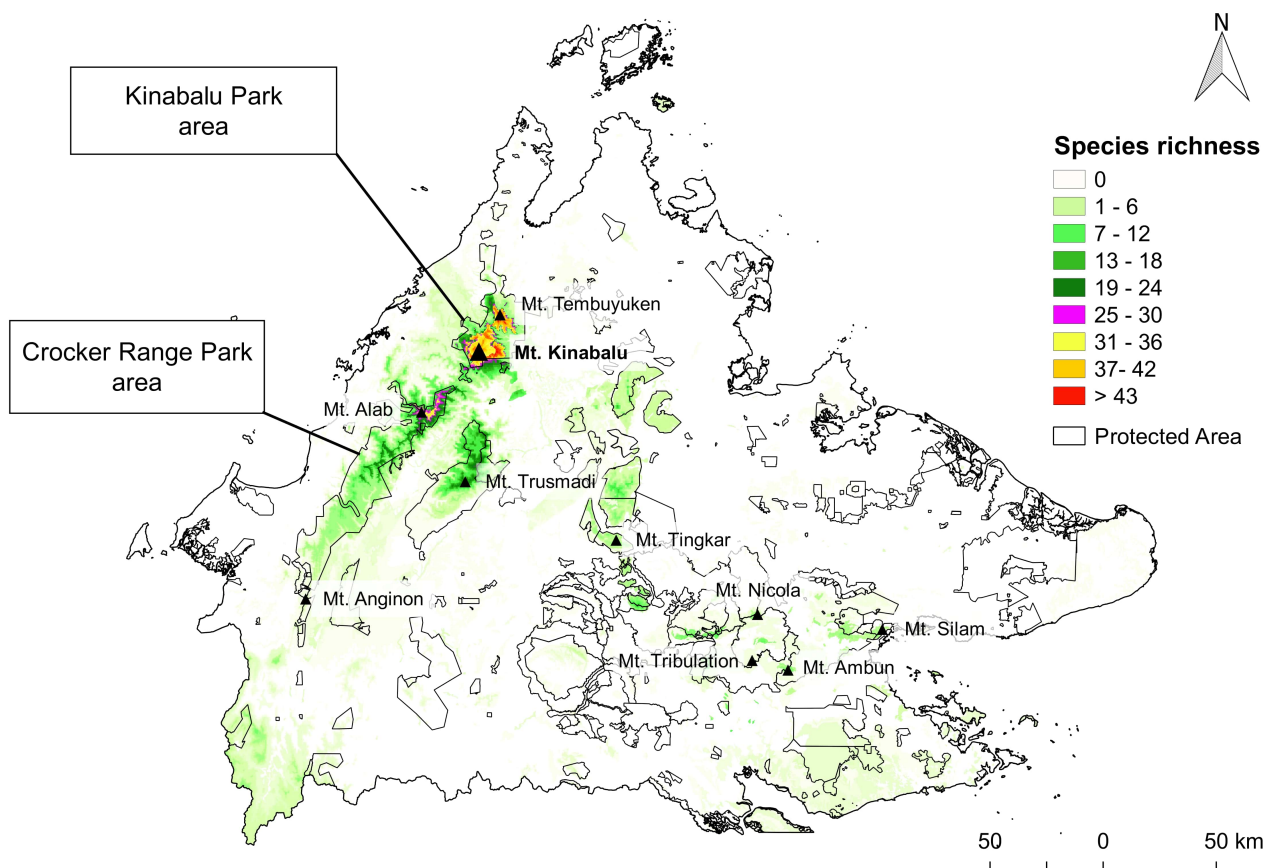 N
Kinabalu Park
area
Species richness
0
1 - 6
7 - 12
13 - 18
19 - 24
25 - 30
31 - 36
37- 42
> 43
Protected Area
Mt. Tembuyuken
Mt. Kinabalu
Crocker Range Park
area
Mt. Alab
Mt. Trusmadi
Mt. Tingkar
Mt. Anginon
Mt. Nicola
Mt. Silam
Mt. Tribulation
Mt. Ambun
50 0 50 km